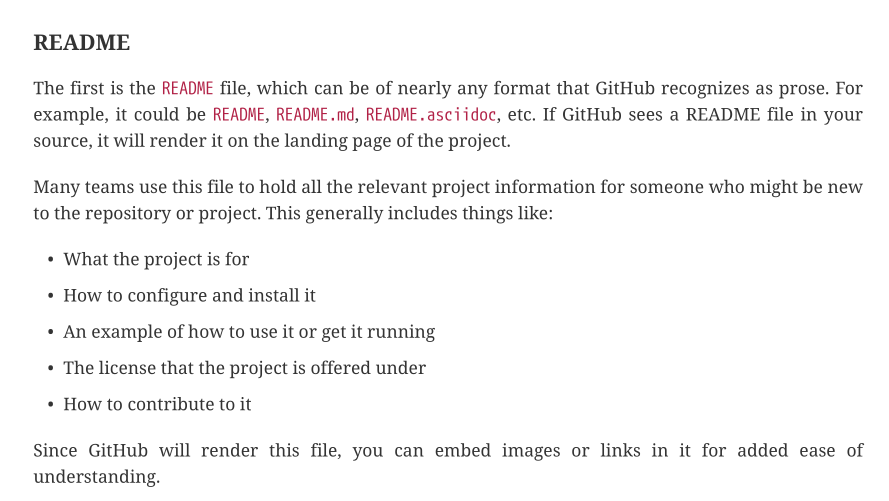 README
The first is the README file, which can be of nearly any format that GitHub recognizes as prose. For
example, it could be README, README.md, README.asciidoc, etc. If GitHub sees a README file in your
source, it will render it on the landing page of the project.
Many teams use this file to hold all the relevant project information for someone who might be new
to the repository or project. This generally includes things like:
• What the project is for
• How to configure and install it
• An example of how to use it or get it running
• The license that the project is offered under
• How to contribute to it
Since GitHub will render this file, you can embed images or links in it for added ease of
understanding.